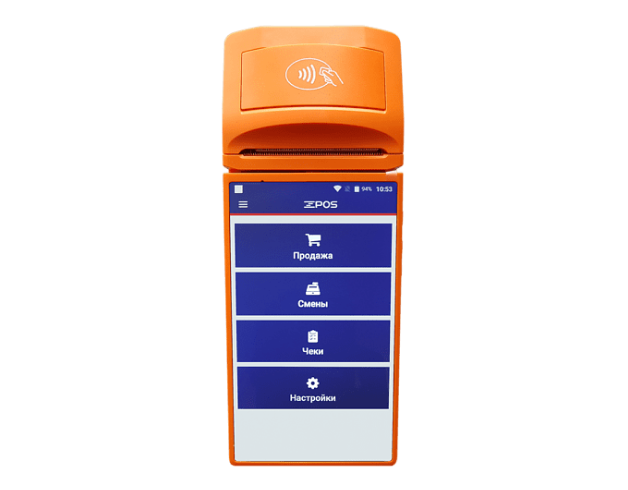 94% 10:53
ZPOS
Продажа
Смены
Чеки
Настройки